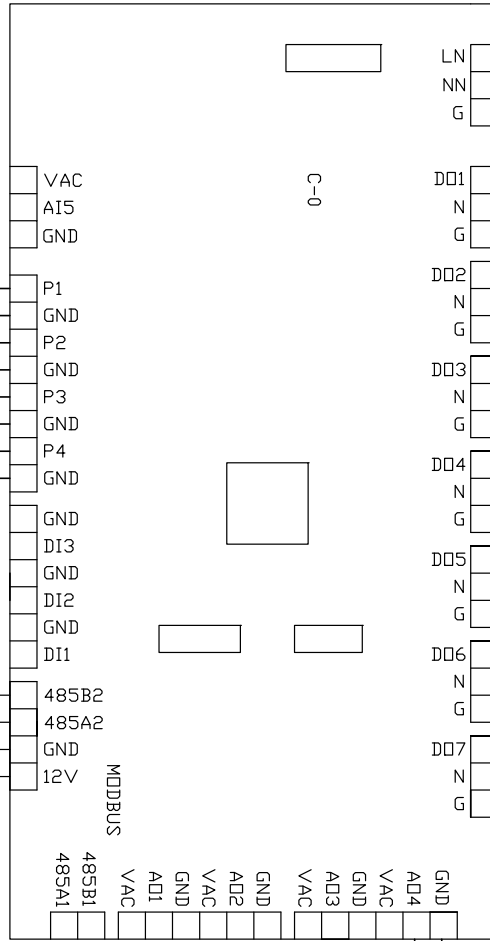 LN
NN
G
VAC
AI5
GND
P1
GND
P2
GND
P3
GND
P4
GND
GND
DI3
GND
DI2
GND
DI1
485B2
485A2
GND
12V
C-0
DO1
N
G
DO2
N
G
DO3
N
G
DO4
N
G
DO5
N
G
DO6
N
G
DO7
N
G
MODBUS
485A1
485B1
VAC
AO1
GND
VAC
AO2
GND
VAC
AO3
GND
VAC
AO4
GND